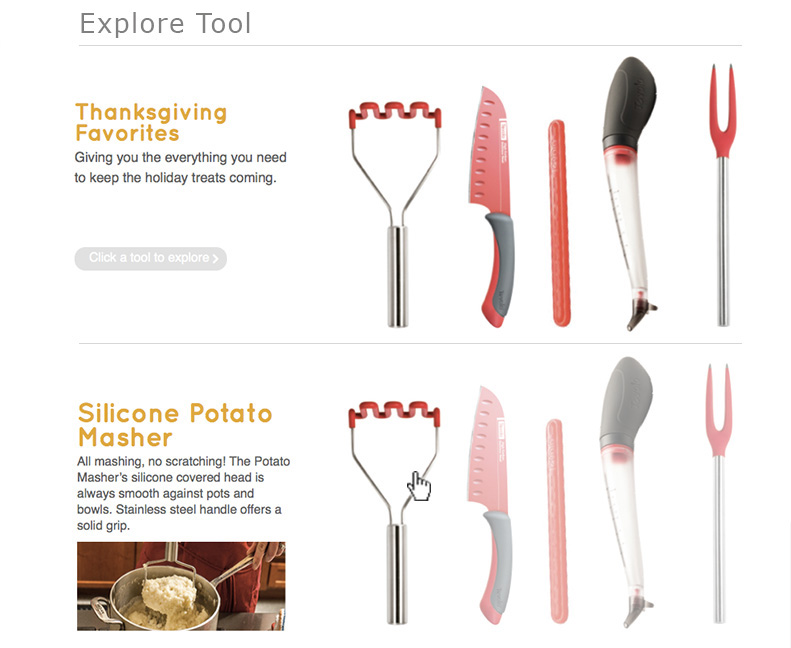 Explore Tool
Thanksgiving
Favorites
Giving you the everything you need
to keep the holiday treats coming.
Click a tool to explore
Silicone Potato
Masher
All mashing, no scratching! The Potato
Masher's silicone covered head is
always smooth against pots and
bowls. Stainless steel handle offers a
solid grip.